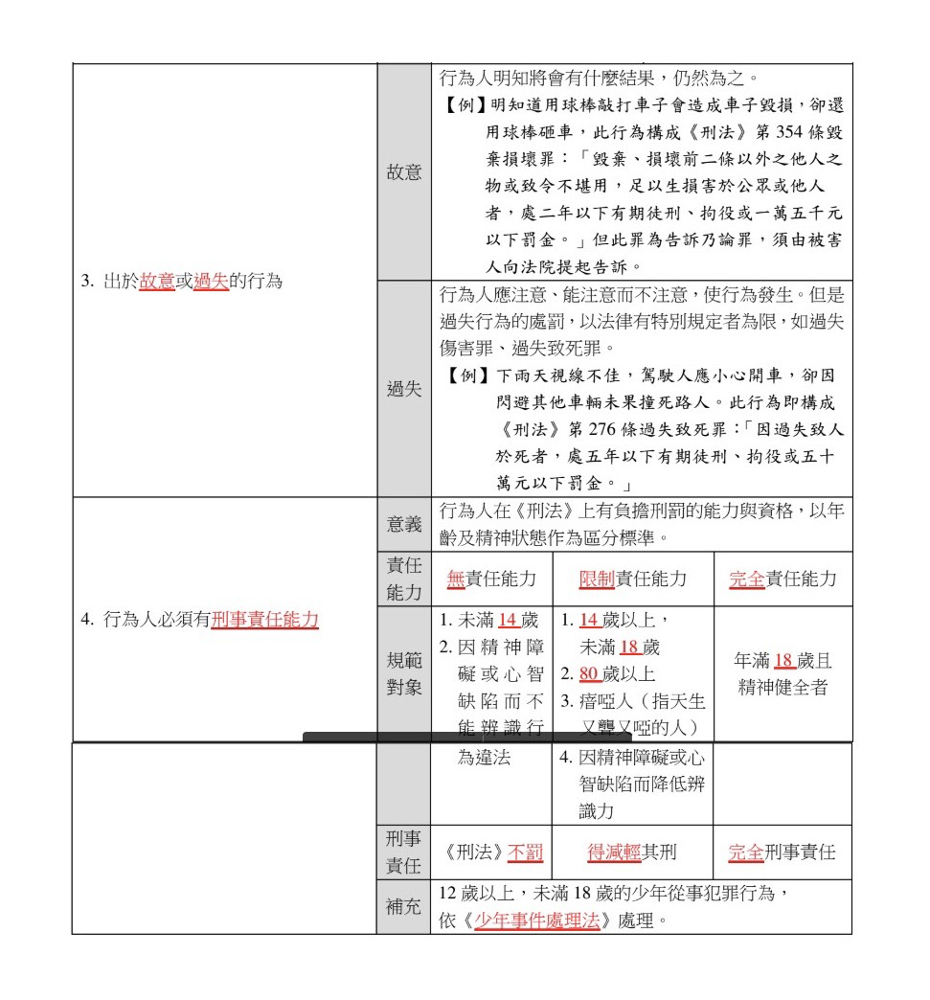 3. 出於故意或過失的行為
故意
行為人明知將會有什麼結果，仍然為之。
【例】明知道用球棒敲打車子會造成車子毀損，卻還
用球棒砸車，此行為構成《刑法》第 354 條毀
棄損壞罪：「毀棄、損壞前二條以外之他人之
物或致令不堪用，足以生損害於公眾或他人
者，處二年以下有期徒刑、拘役或一萬五千元
以下罰金。」但此罪為告訴乃論罪，須由被害
人向法院提起告訴。
過失
行為人應注意、能注意而不注意，使行為發生。但是
過失行為的處罰，以法律有特別規定者為限，如過失
傷害罪、過失致死罪。
【例】下雨天視線不佳，駕駛人應小心開車，卻因
閃避其他車輛未果撞死路人。此行為即構成
《刑法》第 276 條過失致死罪：「因過失致人
於死者，處五年以下有期徒刑、拘役或五十
萬元以下罰金。」
4. 行為人必須有刑事責任能力
意義
行為人在《刑法》上有負擔刑罰的能力與資格，以年
齡及精神狀態作為區分標準。
責任
能力
無責任能力
限制責任能力
完全責任能力
規範
對象
1. 未滿 14 歲
2. 因精神障
礙或心智
缺陷而不
能辨識行
為違法
1. 14 歲以上，
未滿 18 歲
2. 80 歲以上
3. 瘖啞人（指天生
又聾又啞的人）
4. 因精神障礙或心
智缺陷而降低辨
識力
年滿 18 歲且
精神健全者
刑事
責任
《刑法》不罰
得減輕其刑
完全刑事責任
補充
12 歲以上，未滿 18 歲的少年從事犯罪行為，
依《少年事件處理法》處理。